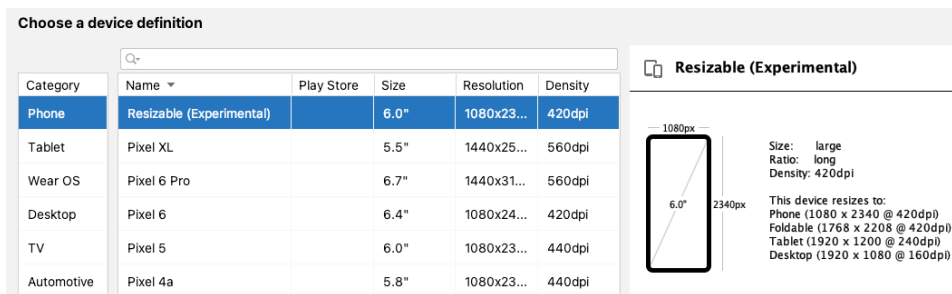 Choose a device definition
Category
Name Play Store Size Resolution Density
Phone
Resizable (Experimental) 6.0" 1080x23... 420dpi
Tablet
Pixel XL 5.5" 1440x25... 560dpi
Wear OS
Pixel 6 Pro 6.7" 1440x31... 560dpi
Desktop
Pixel 6 6.4" 1080x24... 420dpi
TV
Pixel 5 6.0" 1080x23... 440dpi
Automotive
Pixel 4a 5.8" 1080x23... 440dpi
Resizable (Experimental)
1080px
6.0"
2340px
Size: large
Ratio: long
Density: 420dpi
This device resizes to:
Phone (1080 x 2340 @ 420dpi)
Foldable (1768 x 2208 @ 420dpi)
Tablet (1920 x 1200 @ 240dpi)
Desktop (1920 x 1080 @ 160dpi)